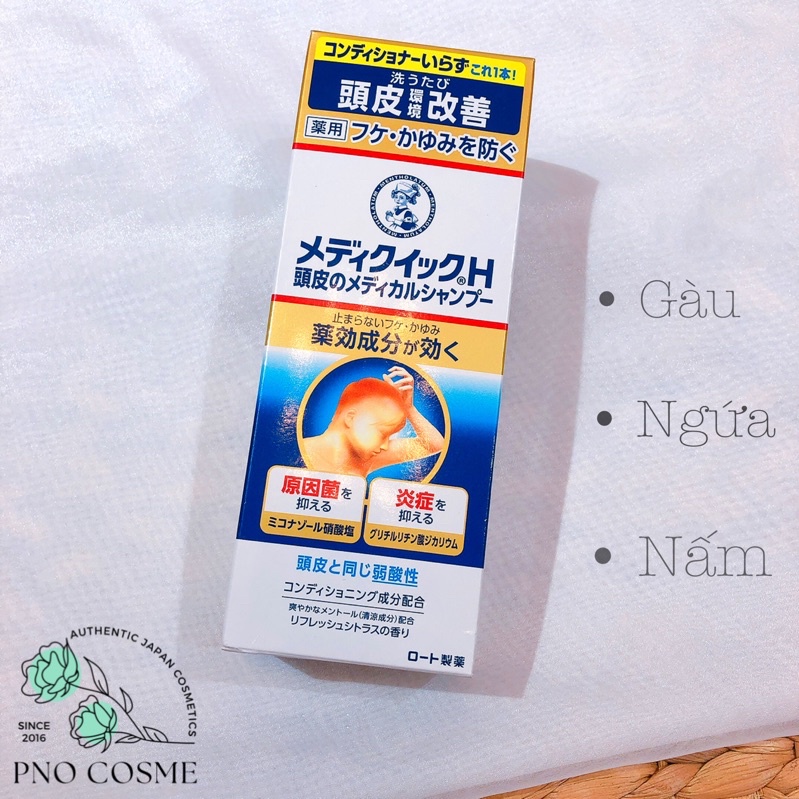 コンディショナーいらず これ1本!
洗うたび
頭皮環境改善
薬用 フケ・かゆみを防ぐ
MENTHOLATUM
メディクイック®H
頭皮のメディカルシャンプー
止まらないフケ・かゆみ
薬効成分が効く
原因菌を
抑える
ミコナゾール硝酸塩
炎症を
抑える
グリチルリチン酸ジカリウム
頭皮と同じ弱酸性
コンディショニング成分配合
爽やかなメントール(清涼成分)配合
リフレッシュシトラスの香り
ロート製薬
• Gàu
• Ngứa
• Nấm
AUTHENTIC JAPAN COSMETICS
SINCE
2016
PNO COSME